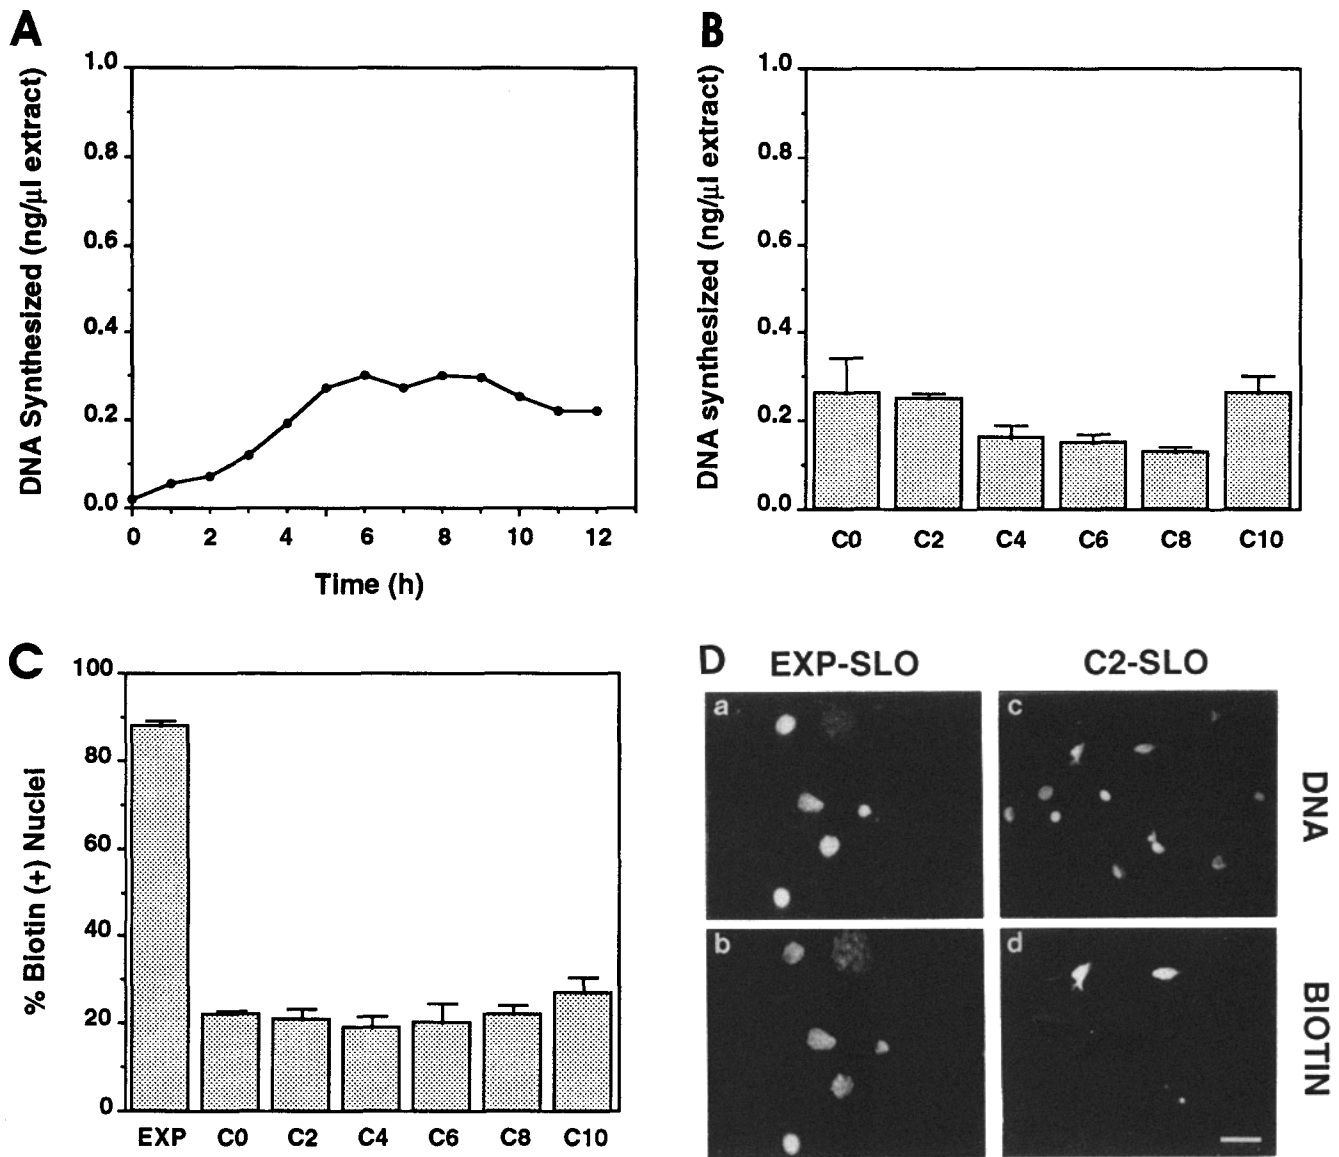 A
DNA Synthesized (ng/µl extract)
1.0
0.8
0.6
0.4
0.2
0.0
0 2 4 6 8 10 12
Time (h)
B
DNA synthesized (ng/µl extract)
1.0
0.8
0.6
0.4
0.2
0.0
C0 C2 C4 C6 C8 C10
C
% Biotin (+) Nuclei
100
80
60
40
20
0
EXP C0 C2 C4 C6 C8 C10
D EXP-SLO C2-SLO
a c
DNA
b d
BIOTIN